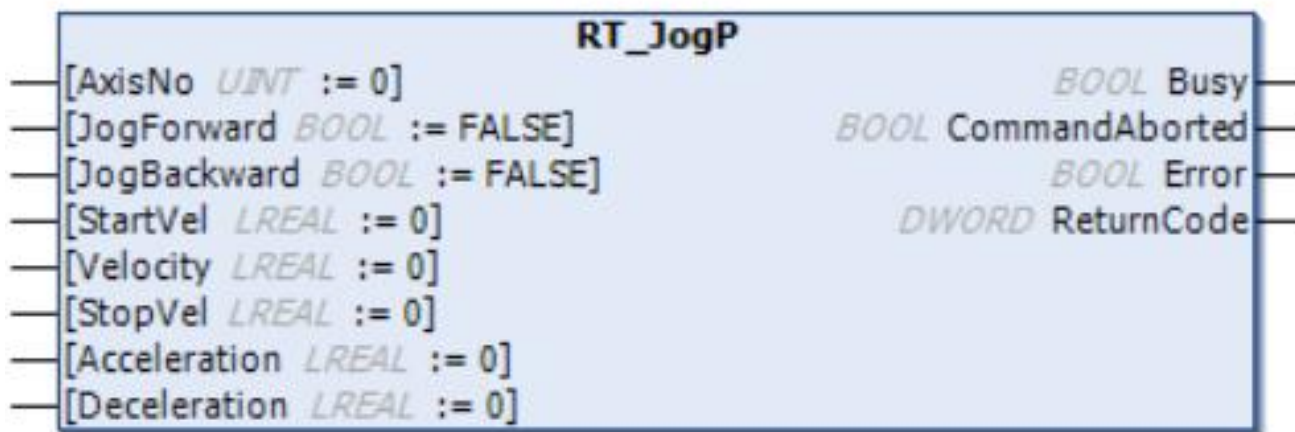 RT_JogP
[AxisNo UINT := 0] BOOL Busy
[JogForward BOOL := FALSE] BOOL CommandAborted
[JogBackward BOOL := FALSE] BOOL Error
[StartVel LREAL := 0] DWORD ReturnCode
[Velocity LREAL := 0]
[StopVel LREAL := 0]
[Acceleration LREAL := 0]
[Deceleration LREAL := 0]